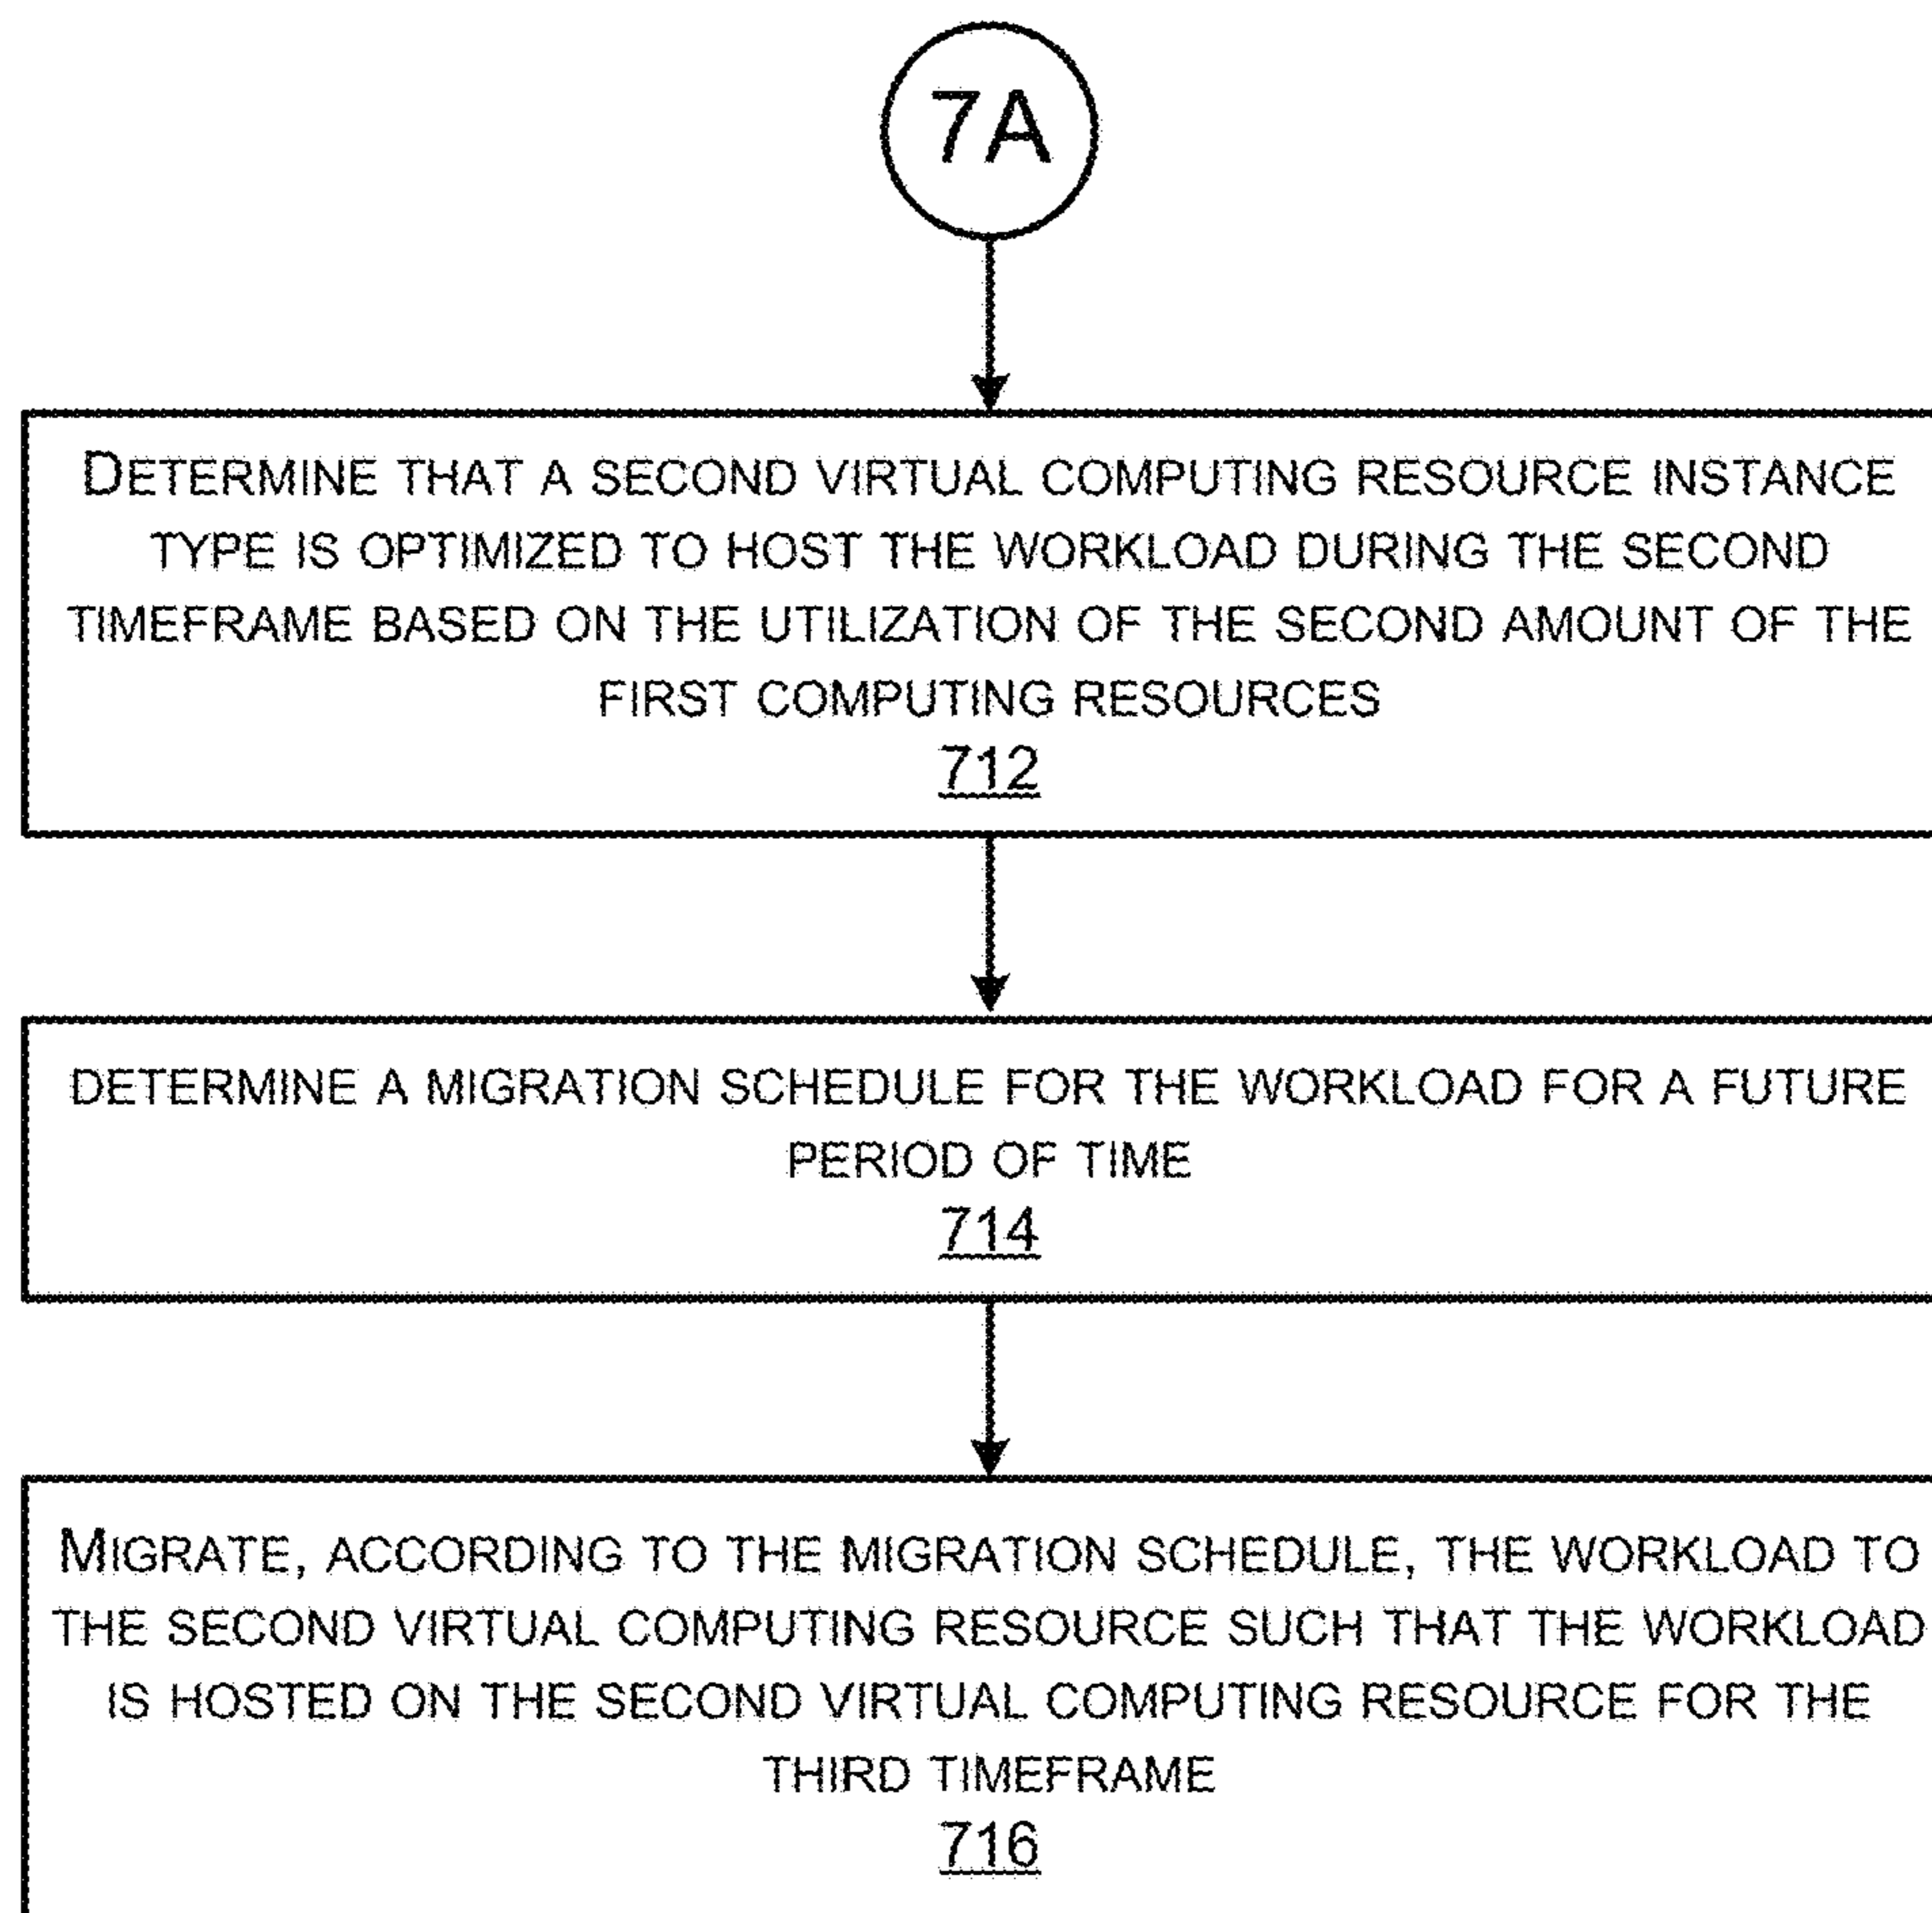 7A
DETERMINE THAT A SECOND VIRTUAL COMPUTING RESOURCE INSTANCE
TYPE IS OPTIMIZED TO HOST THE WORKLOAD DURING THE SECOND
TIMEFRAME BASED ON THE UTILIZATION OF THE SECOND AMOUNT OF THE
FIRST COMPUTING RESOURCES
712
DETERMINE A MIGRATION SCHEDULE FOR THE WORKLOAD FOR A FUTURE
PERIOD OF TIME
714
MIGRATE, ACCORDING TO THE MIGRATION SCHEDULE, THE WORKLOAD TO
THE SECOND VIRTUAL COMPUTING RESOURCE SUCH THAT THE WORKLOAD
IS HOSTED ON THE SECOND VIRTUAL COMPUTING RESOURCE FOR THE
THIRD TIMEFRAME
716